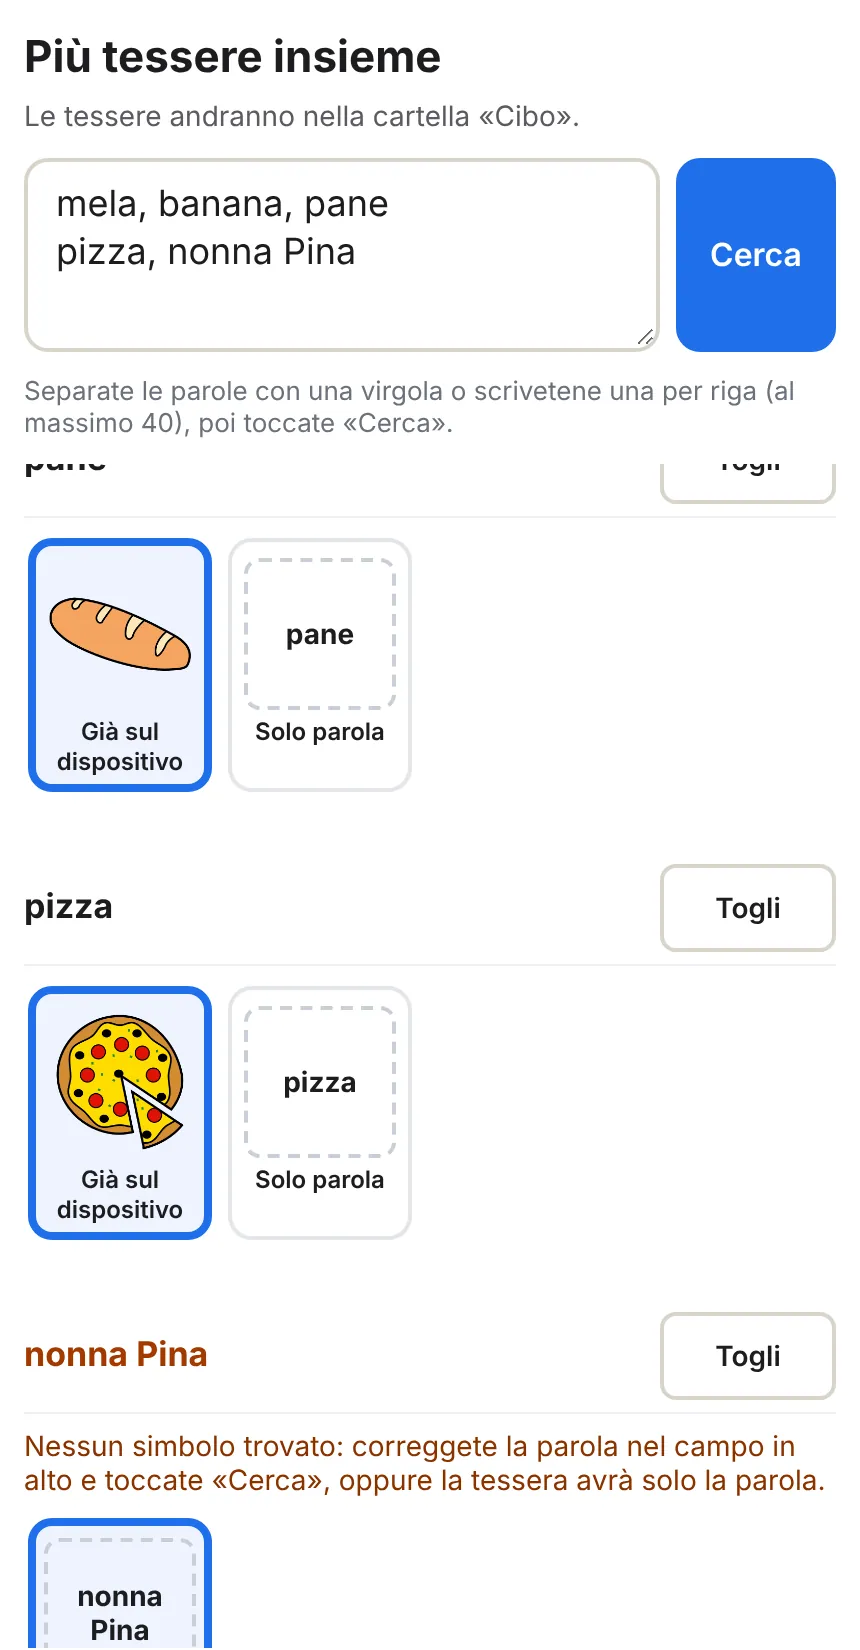 Più tessere insieme
Le tessere andranno nella cartella «Cibo».
mela, banana, pane
pizza, nonna Pina
Cerca
Separate le parole con una virgola o scrivetene una per riga (al
massimo 40), poi toccate «Cerca».
pane
Togli
pane
Già sul
dispositivo
Solo parola
pizza
Togli
pizza
Già sul
dispositivo
Solo parola
nonna Pina
Togli
Nessun simbolo trovato: correggete la parola nel campo in
alto e toccate «Cerca», oppure la tessera avrà solo la parola.
nonna
Pina